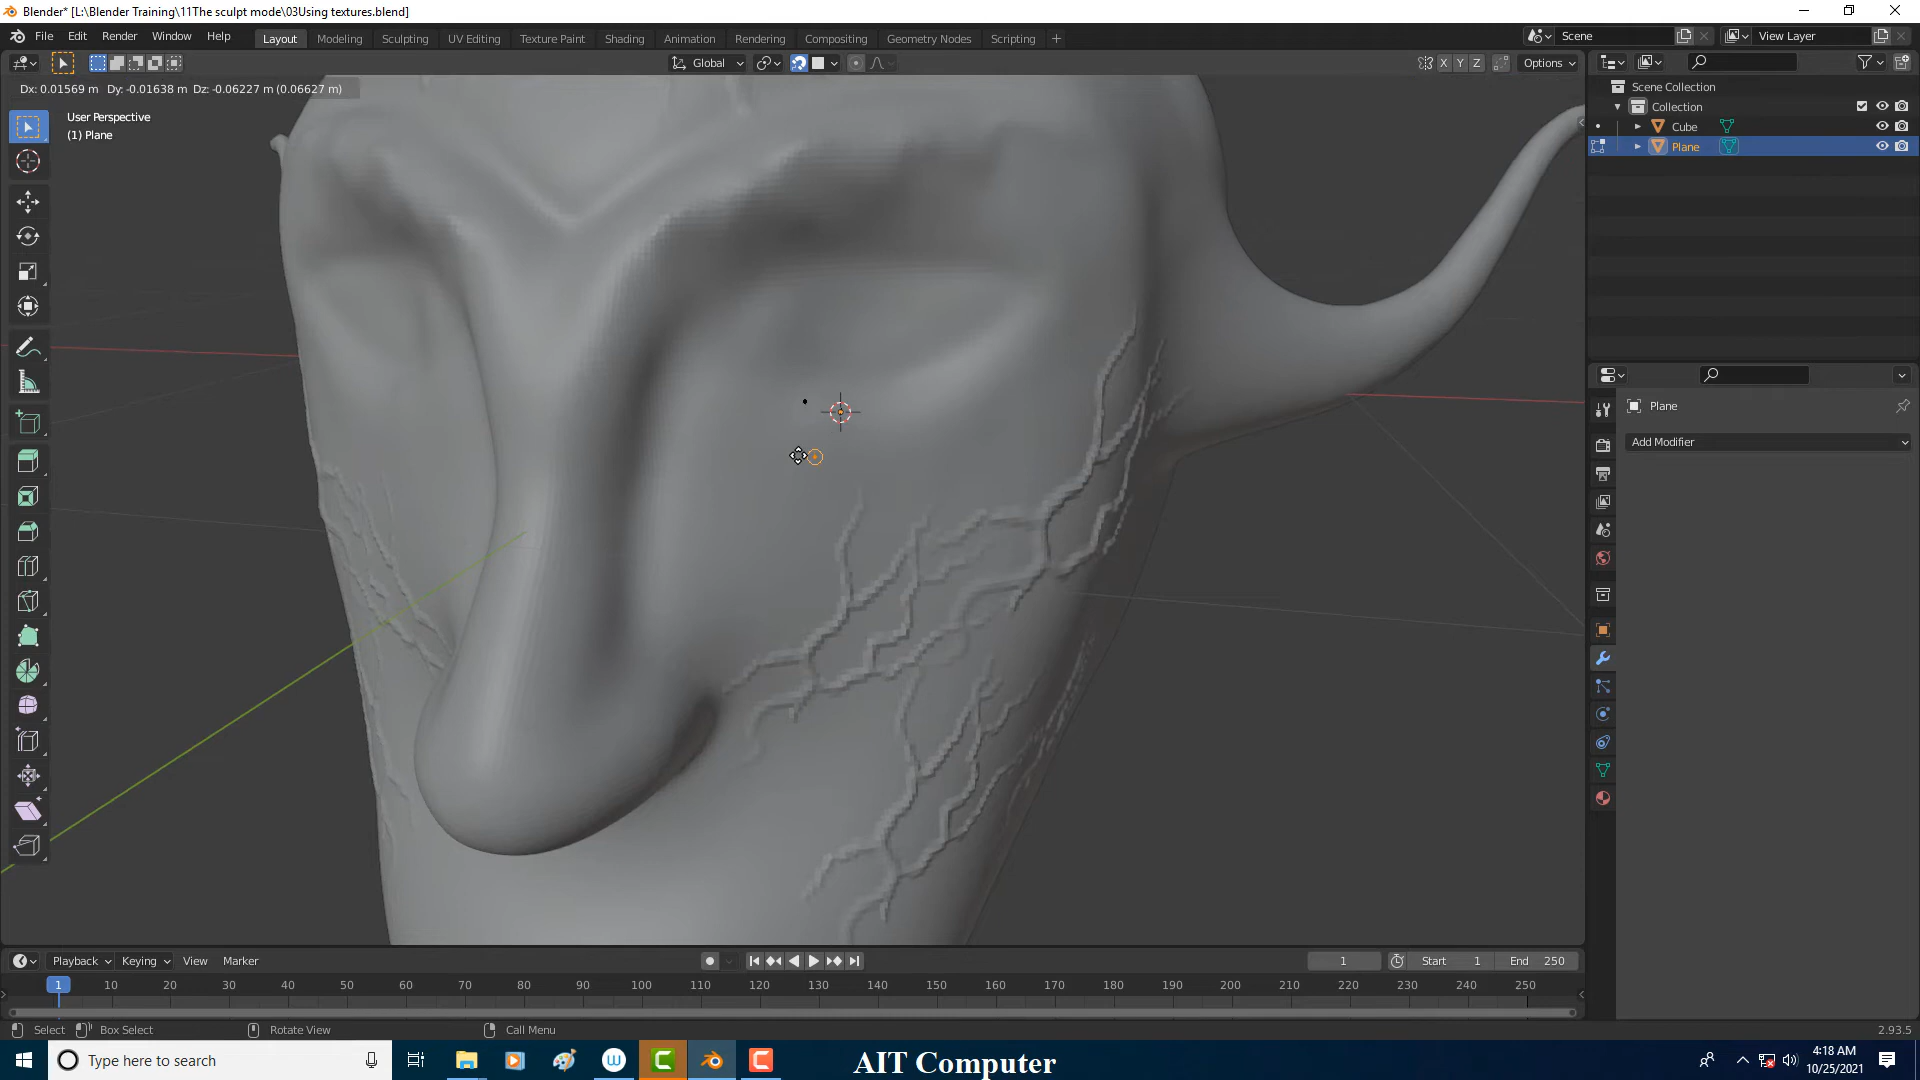 Blender* [L:\Blender Training\11The sculpt mode\03Using textures.blend]
File Edit Render Window Help
Layout Modeling Sculpting UV Editing Texture Paint Shading Animation Rendering Compositing Geometry Nodes Scripting +
Scene View Layer
Global
X Y Z Options
Dx: 0.01569 m Dy: -0.01638 m Dz: -0.06227 m (0.06627 m)
User Perspective
(1) Plane
Scene Collection
Collection
Cube
Plane
Plane
Add Modifier
Playback Keying View Marker
1 Start 1 End 250
1 10 20 30 40 50 60 70 80 90 100 110 120 130 140 150 160 170 180 190 200 210 220 230 240 250
Select Box Select Rotate View Call Menu 2.93.5
Type here to search
AIT Computer
4:18 AM
10/25/2021